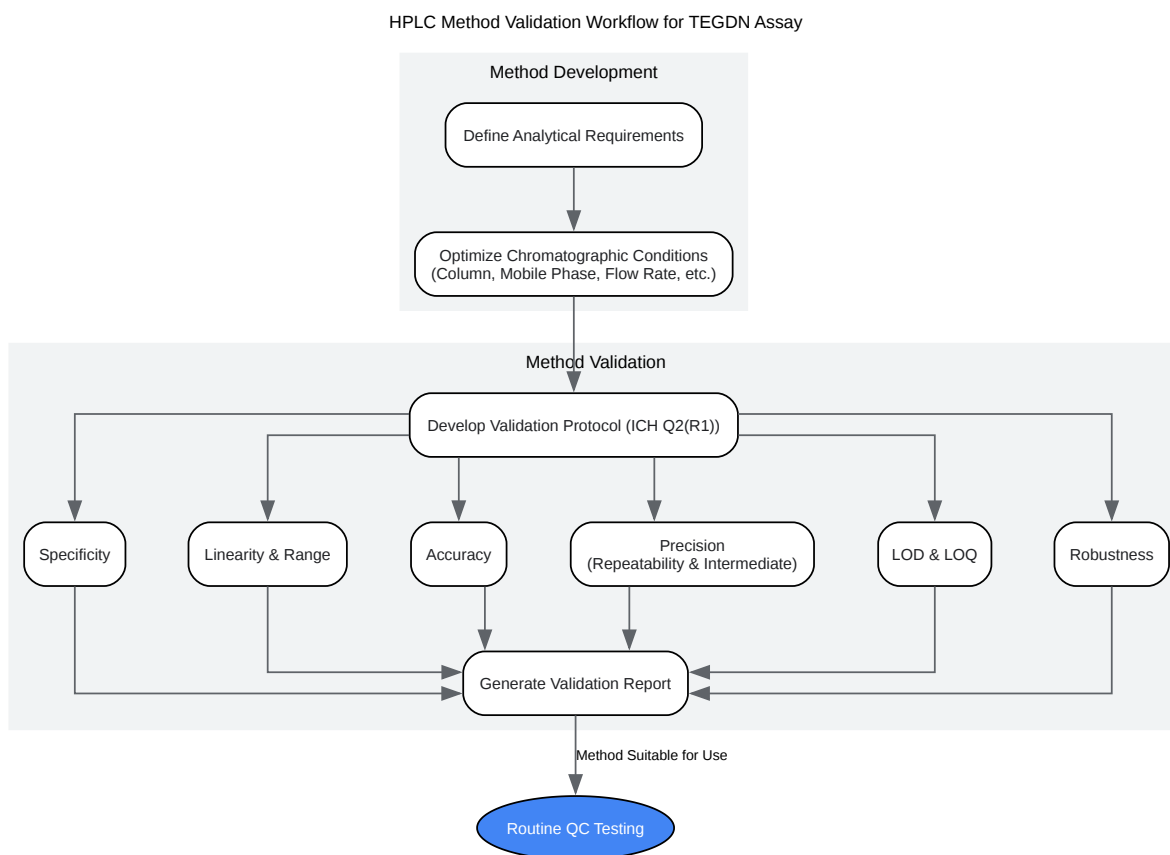 HPLC Method Validation Workflow for TEGDN Assay
Method Development
Define Analytical Requirements
Optimize Chromatographic Conditions
(Column, Mobile Phase, Flow Rate, etc.)
Method Validation
Develop Validation Protocol (ICH Q2(R1))
Specificity
Linearity & Range
Accuracy
Precision
(Repeatability & Intermediate)
LOD & LOQ
Robustness
Generate Validation Report
Method Suitable for Use
Routine QC Testing